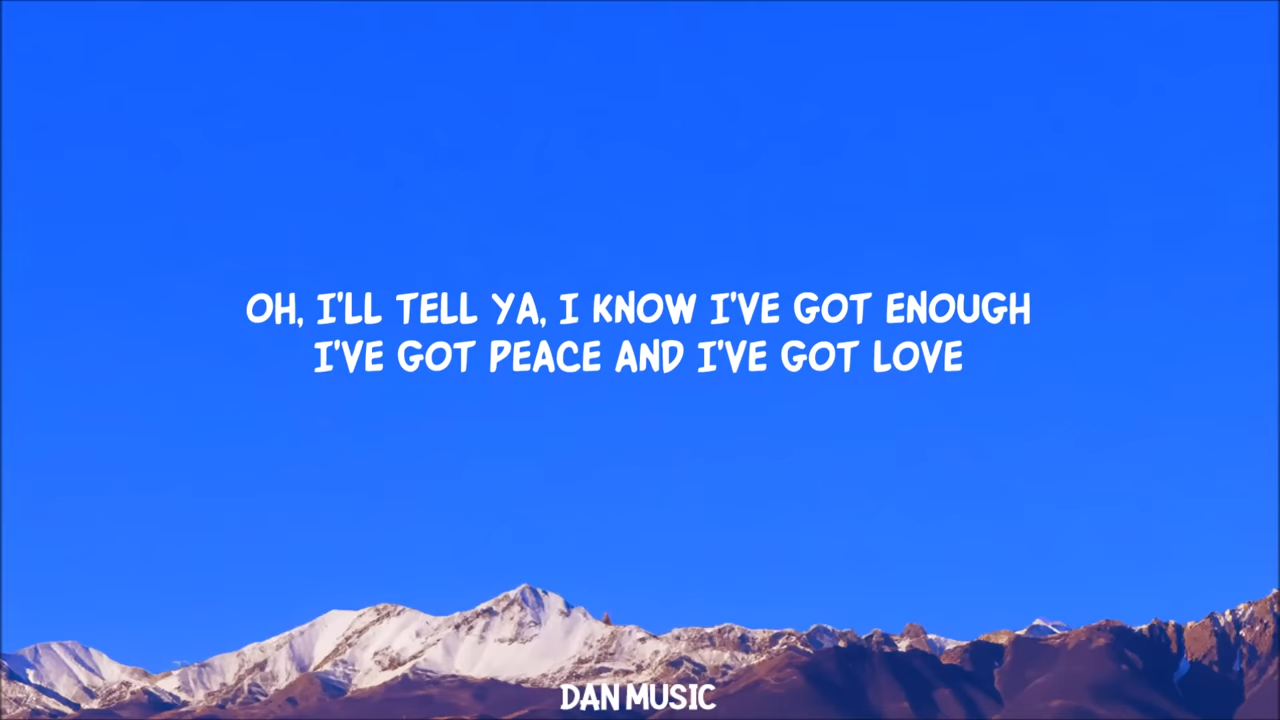 OH, I'LL TELL YA, I KNOW I'VE GOT ENOUGH
I'VE GOT PEACE AND I'VE GOT LOVE
DAN MUSIC